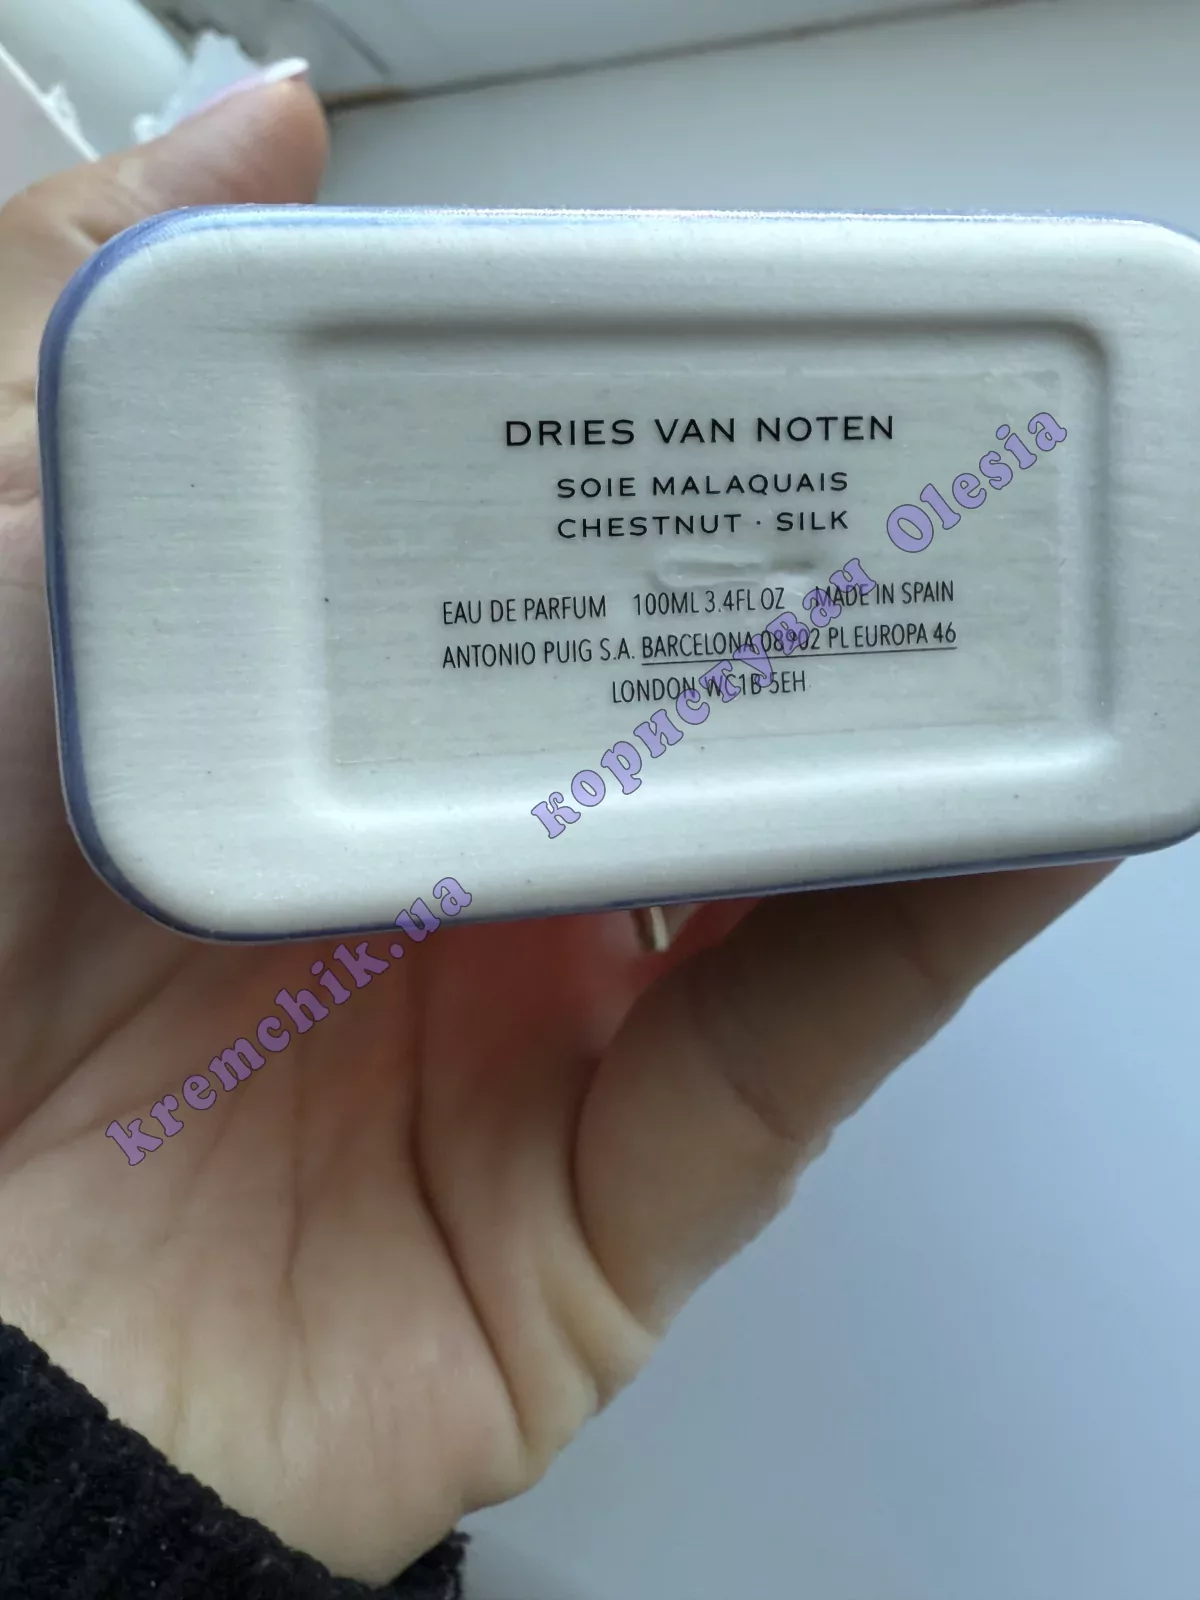 DRIES VAN NOTEN
SOIE MALAQUAIS
CHESTNUT · SILK
EAU DE PARFUM 100ML 3.4FL OZ MADE IN SPAIN
ANTONIO PUIG S.A. BARCELONA 08902 PL EUROPA 46
LONDON WC1B 5EH
kremchik.ua користувач Olesia